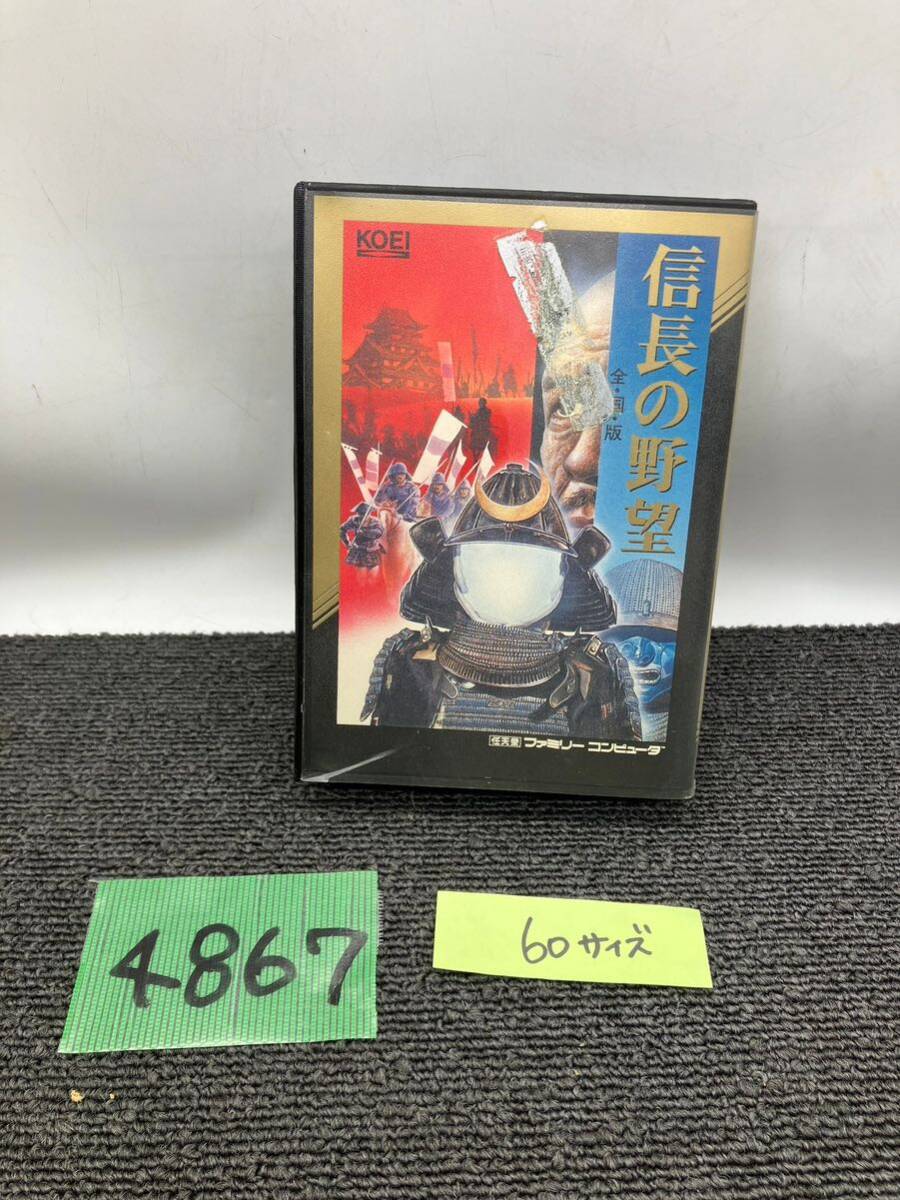 KOEI
信長の野望
全・国・版
任天堂 ファミリーコンピュータ
4867
60サイズ